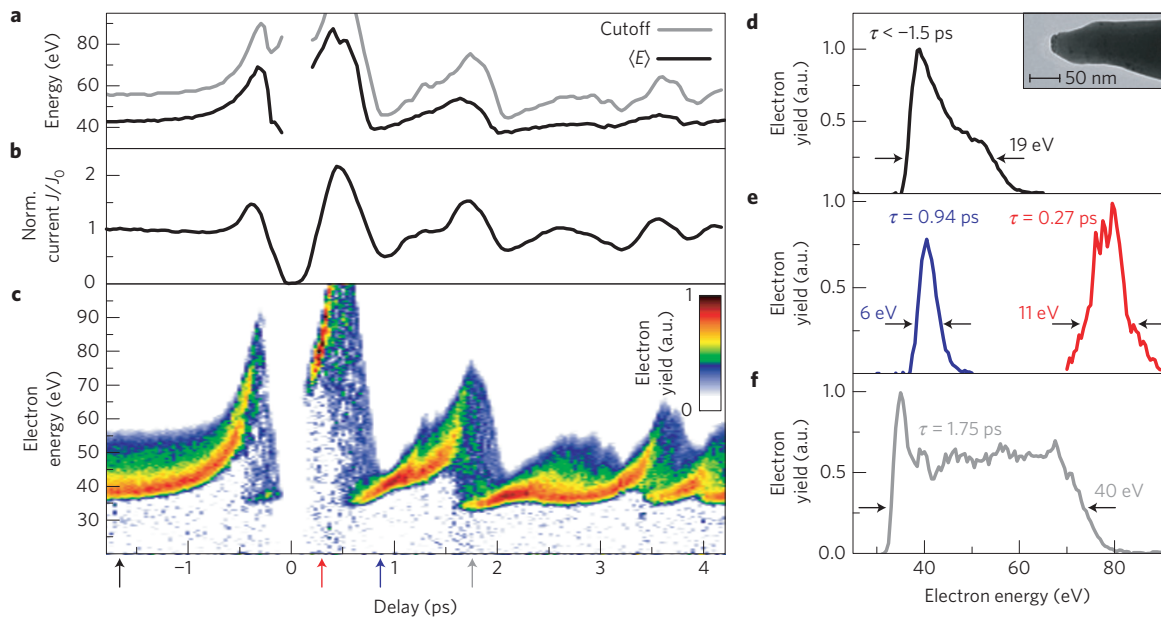 a
Energy (eV)
80
60
40
Cutoff
⟨E⟩
b
Norm. current J/J0
2
1
0
c
Electron energy (eV)
90
80
70
60
50
40
30
Electron yield (a.u.)
1
0
−1 0 1 2 3 4
Delay (ps)
d
Electron yield (a.u.)
1.0
0.5
0.0
τ < −1.5 ps
50 nm
19 eV
e
Electron yield (a.u.)
1.0
0.5
0.0
τ = 0.94 ps
τ = 0.27 ps
6 eV
11 eV
f
Electron yield (a.u.)
1.0
0.5
0.0
τ = 1.75 ps
40 eV
40 60 80
Electron energy (eV)